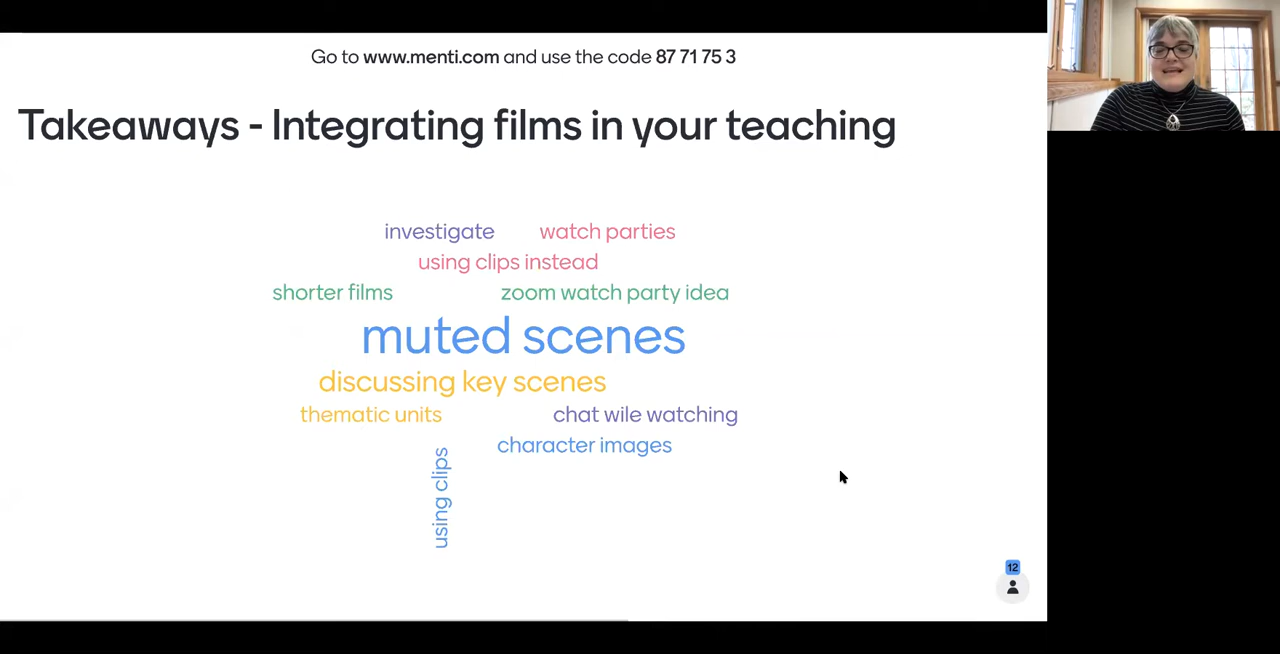 Go to www.menti.com and use the code 87 71 75 3
Takeaways - Integrating films in your teaching
investigate
watch parties
using clips instead
shorter films
zoom watch party idea
muted scenes
discussing key scenes
thematic units
chat wile watching
character images
using clips
12